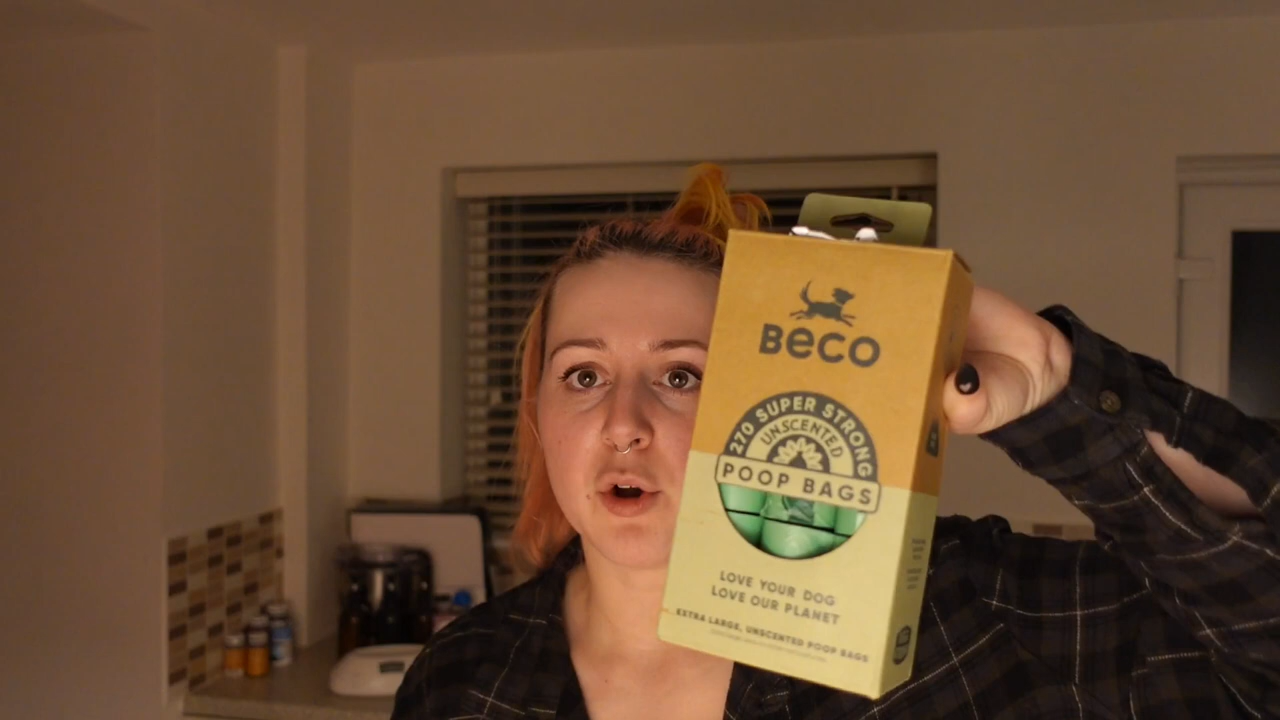 Beco
270 SUPER STRONG
UNSCENTED
POOP BAGS
LOVE YOUR DOG
LOVE OUR PLANET
EXTRA LARGE, UNSCENTED POOP BAGS